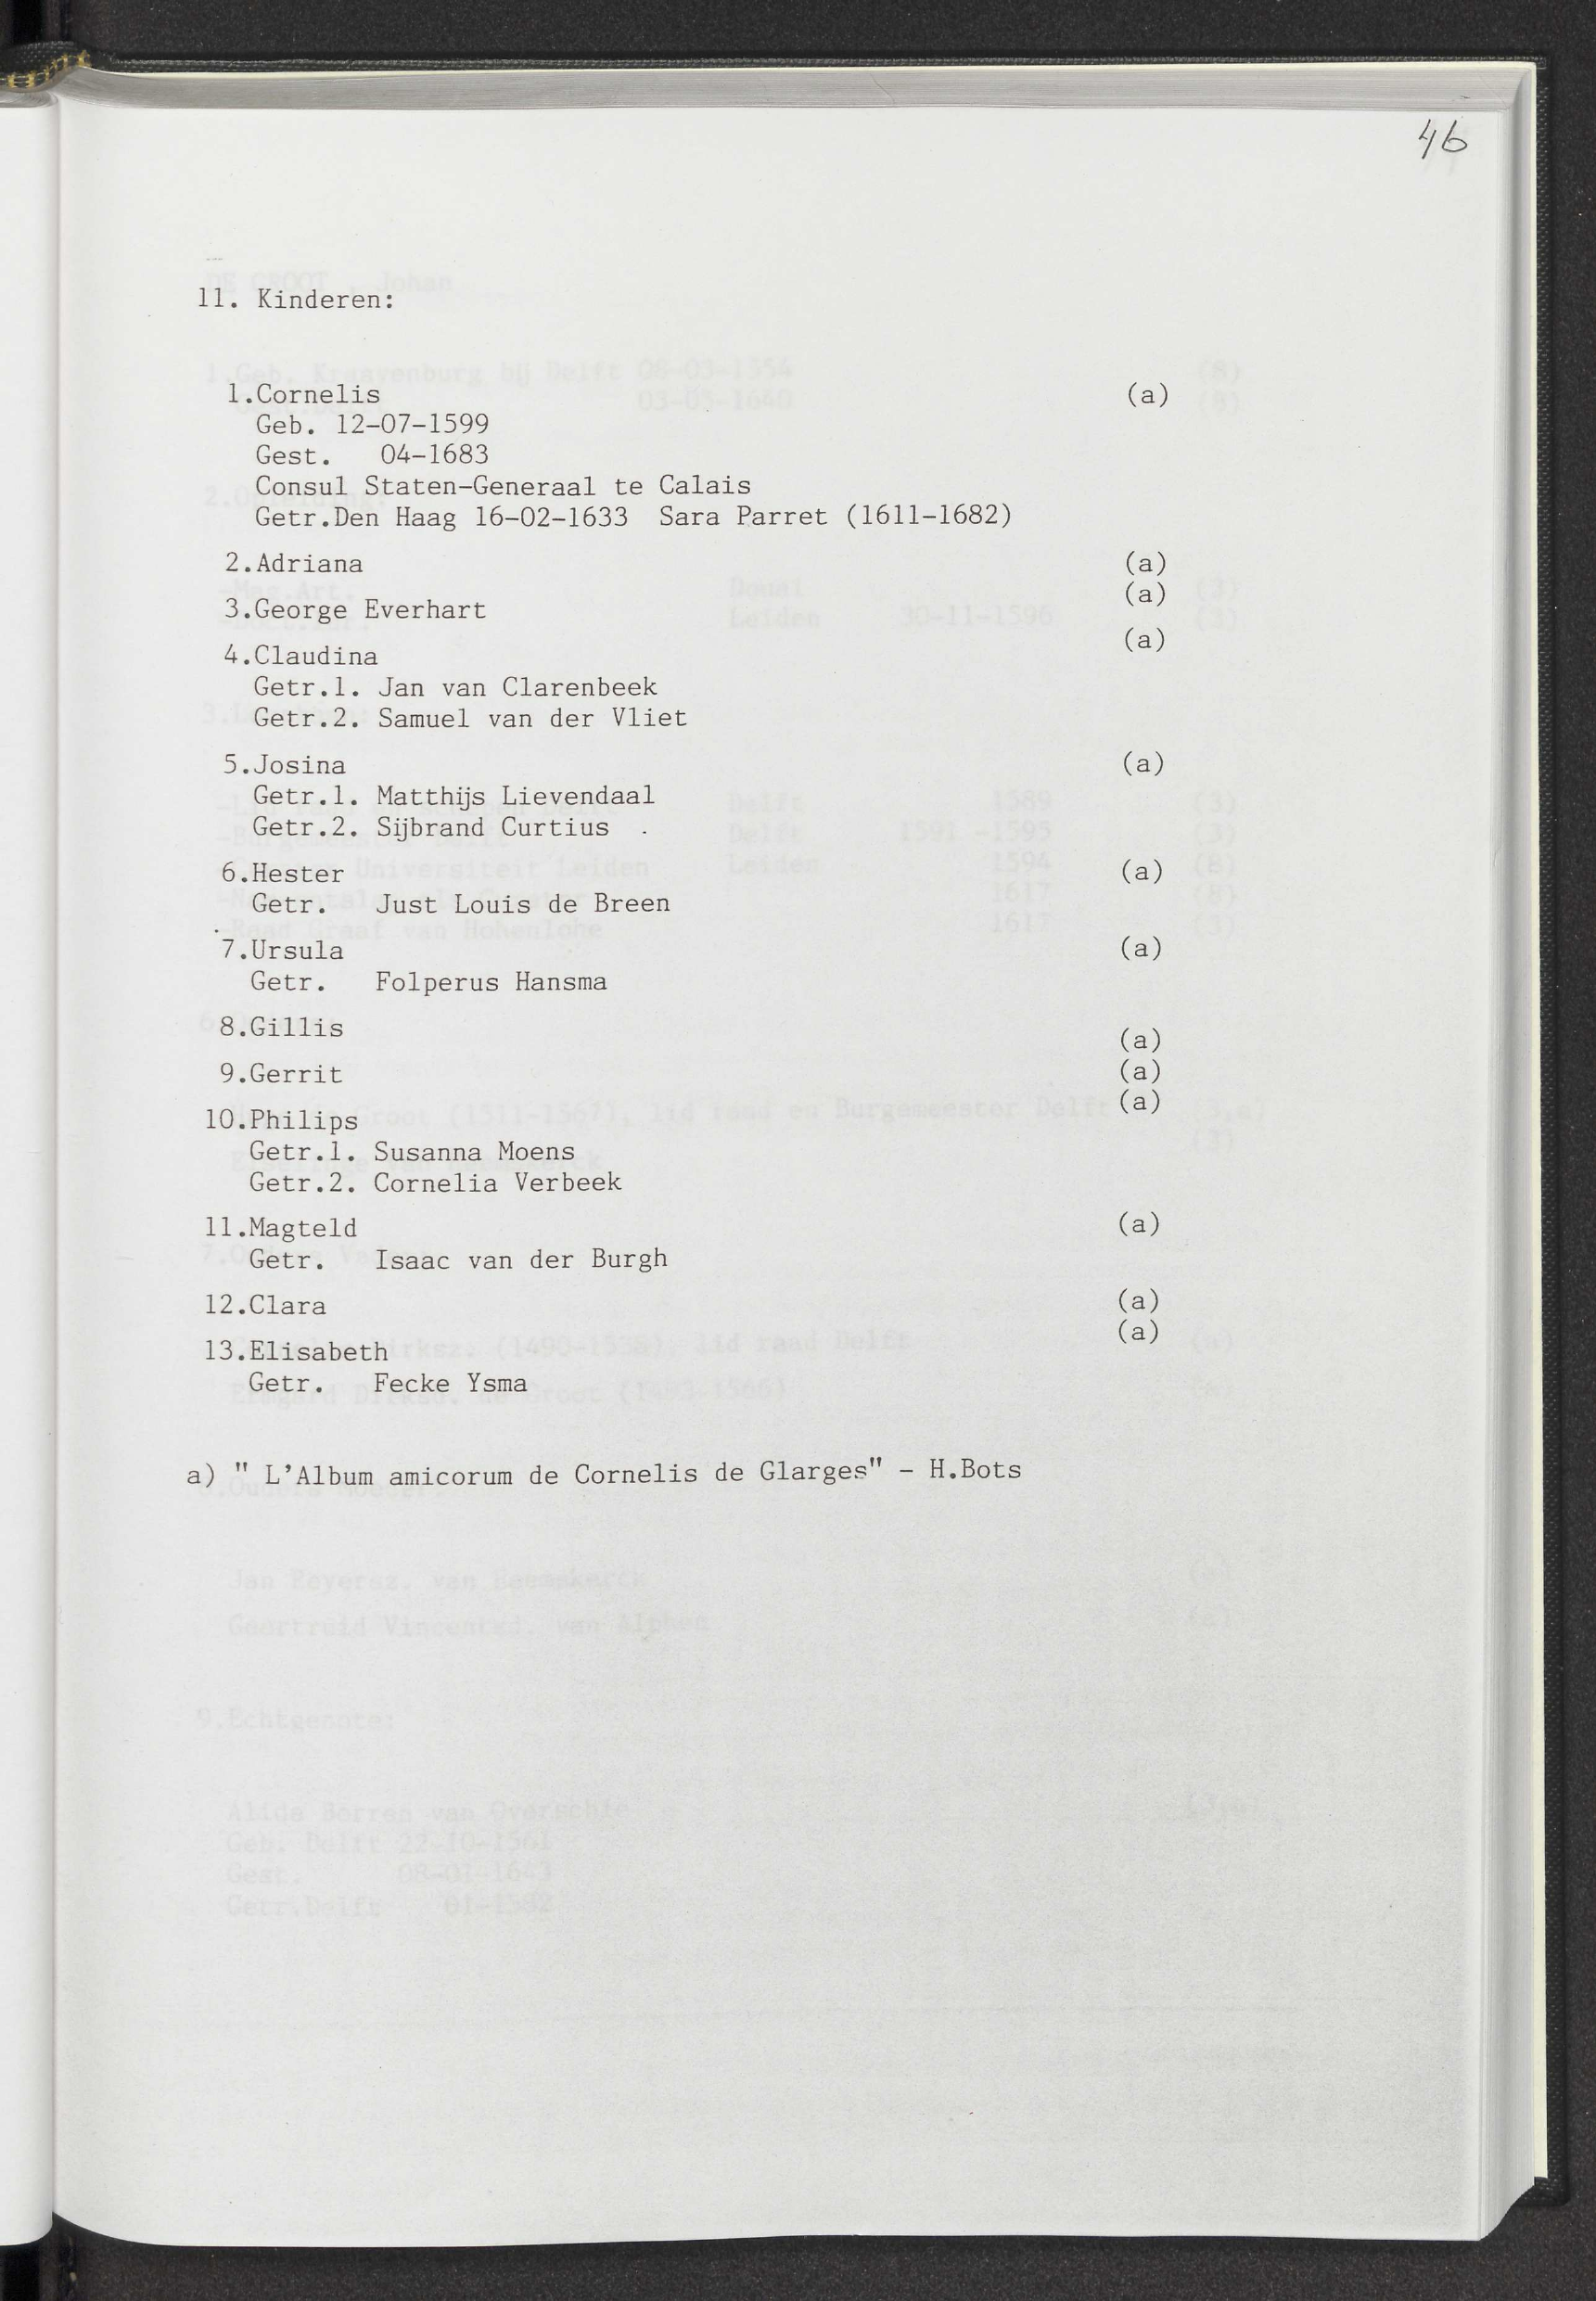 46
11. Kinderen:
1.Cornelis (a)
Geb. 12-07-1599
Gest. 04-1683
Consul Staten-Generaal te Calais
Getr.Den Haag 16-02-1633 Sara Parret (1611-1682)
2.Adriana (a)
3.George Everhart (a)
4.Claudina (a)
Getr.1. Jan van Clarenbeek
Getr.2. Samuel van der Vliet
5.Josina (a)
Getr.1. Matthijs Lievendaal
Getr.2. Sijbrand Curtius
6.Hester (a)
Getr. Just Louis de Breen
7.Ursula (a)
Getr. Folperus Hansma
8.Gillis (a)
9.Gerrit (a)
10.Philips (a)
Getr.1. Susanna Moens
Getr.2. Cornelia Verbeek
11.Magteld (a)
Getr. Isaac van der Burgh
12.Clara (a)
13.Elisabeth (a)
Getr. Fecke Ysma
a) " L'Album amicorum de Cornelis de Glarges" - H.Bots